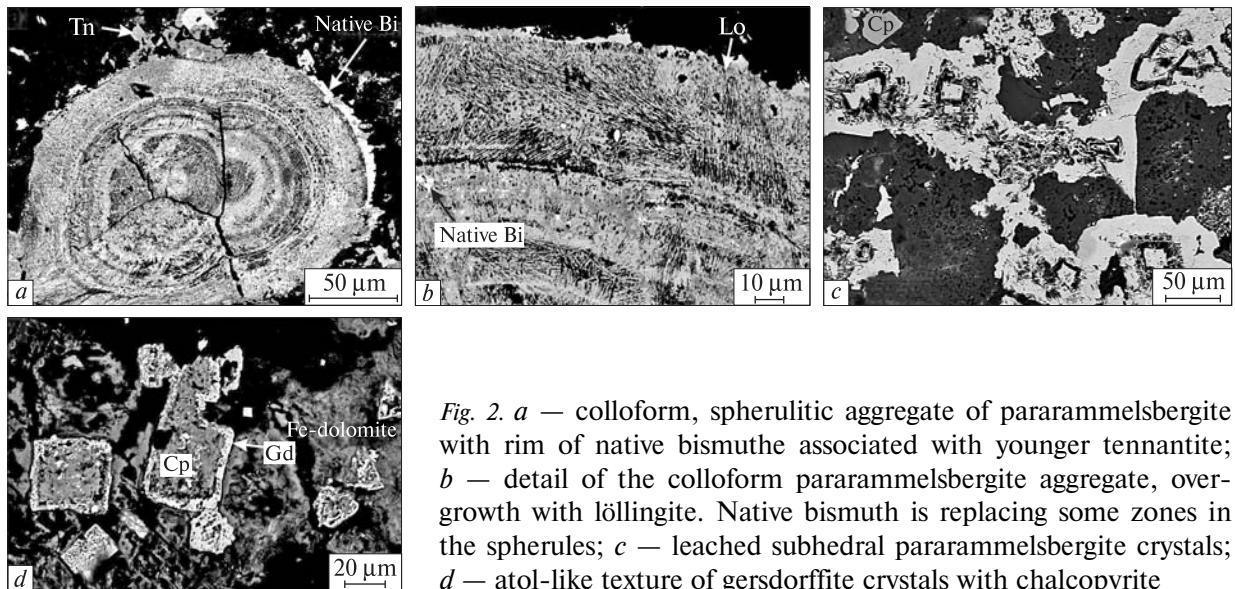 Tn
Native Bi
a
50 µm
Lo
Native Bi
b
10 µm
Cp
c
50 µm
Fe-dolomite
Gd
Cp
d
20 µm
Fig. 2. a — colloform, spherulitic aggregate of pararammelsbergite
with rim of native bismuthe associated with younger tennantite;
b — detail of the colloform pararammelsbergite aggregate, over-
growth with löllingite. Native bismuth is replacing some zones in
the spherules; c — leached subhedral pararammelsbergite crystals;
d — atol-like texture of gersdorffite crystals with chalcopyrite